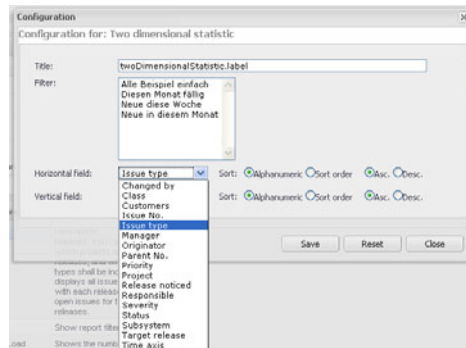 Configuration
Configuration for: Two dimensional statistic
Title: twoDimensionalStatistic.label
Filter: Alle Beispiel einfach
Diesen Monat fällig
Neue diese Woche
Neue in diesem Monat
Horizontal field: Issue type Sort: Alphanumeric Sort order Asc. Desc.
Vertical field: Sort: Alphanumeric Sort order Asc. Desc.
Changed by
Class
Customers
Issue No.
Issue type
Manager
Originator
Parent No.
Priority
Project
Release noticed
Responsible
Severity
Status
Subsystem
Target release
Time Axis
Save Reset Close
types shall be inc
displays all issue
with each releas
open issues for t
releases.
Show report filte
oad Shows the numb